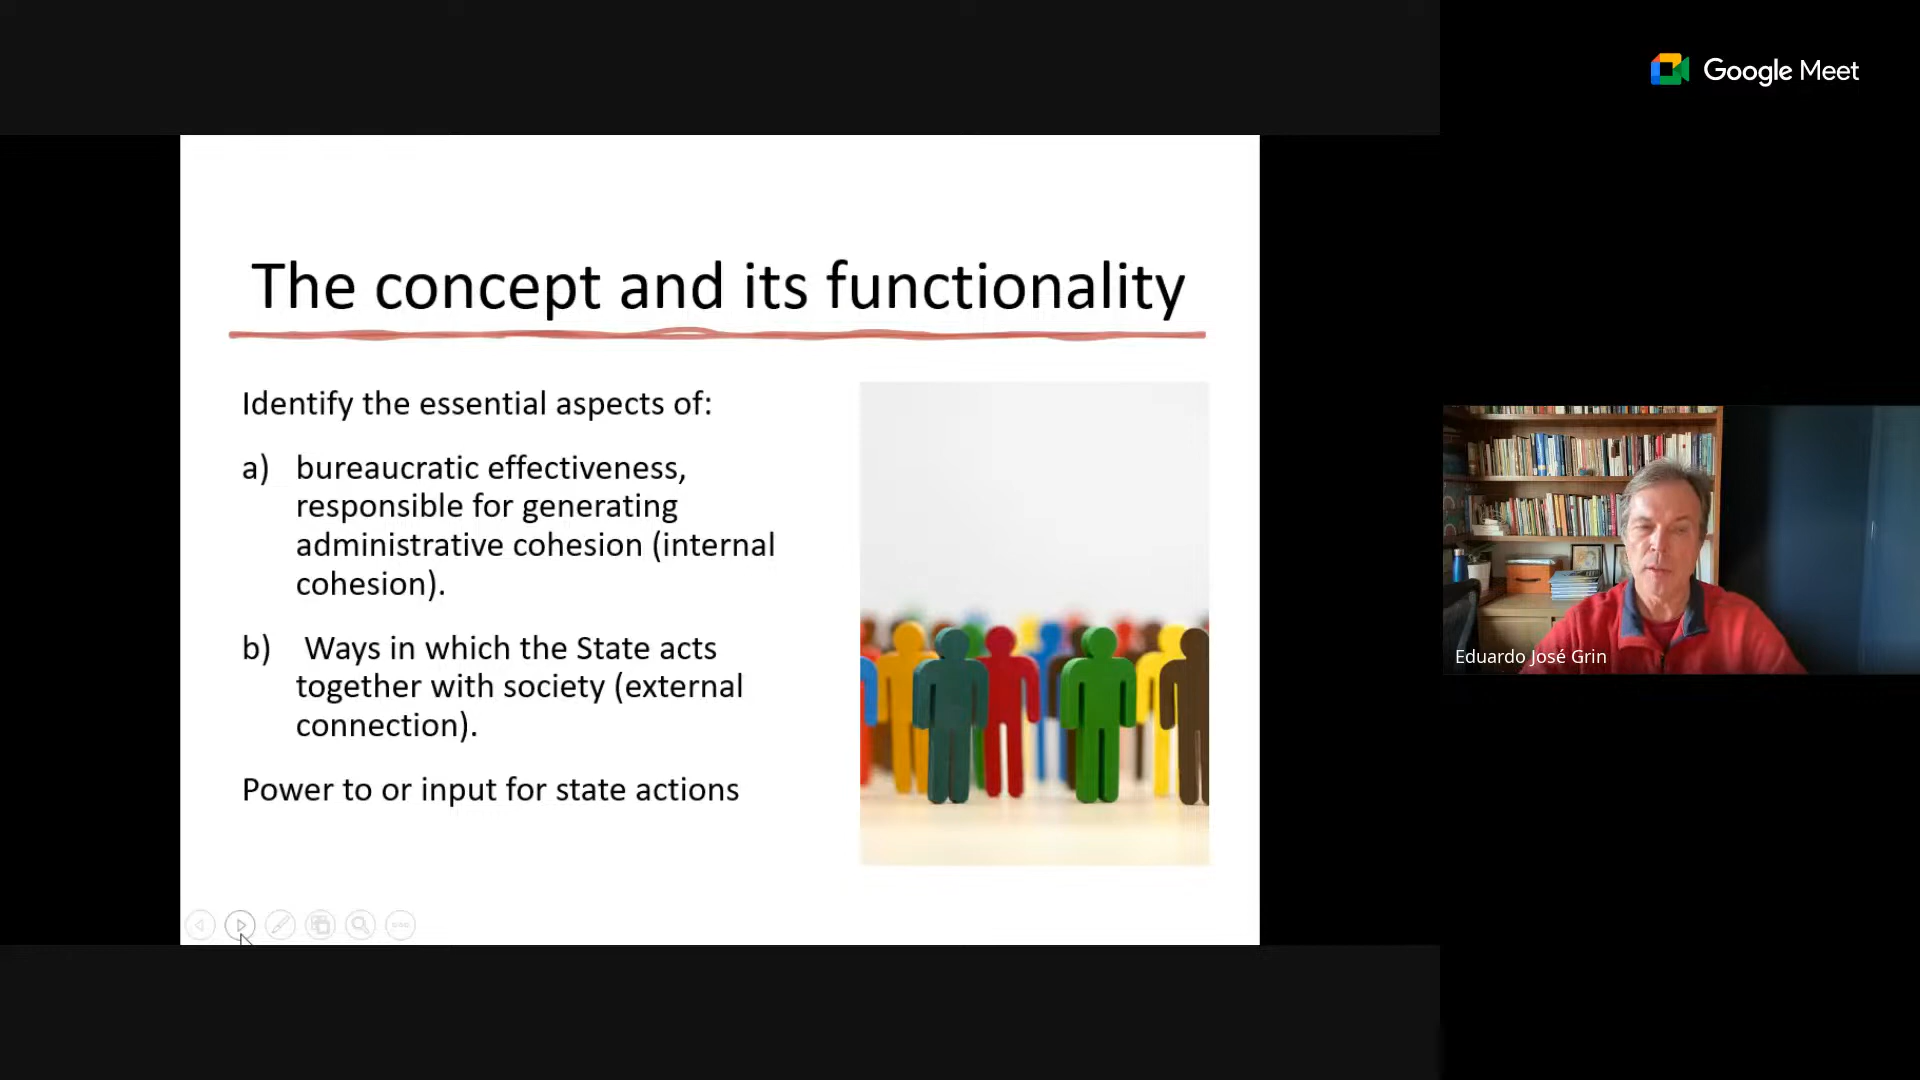 Google Meet
The concept and its functionality
Identify the essential aspects of:
a) bureaucratic effectiveness,
responsible for generating
administrative cohesion (internal
cohesion).
b) Ways in which the State acts
together with society (external
connection).
Power to or input for state actions
Eduardo José Grin